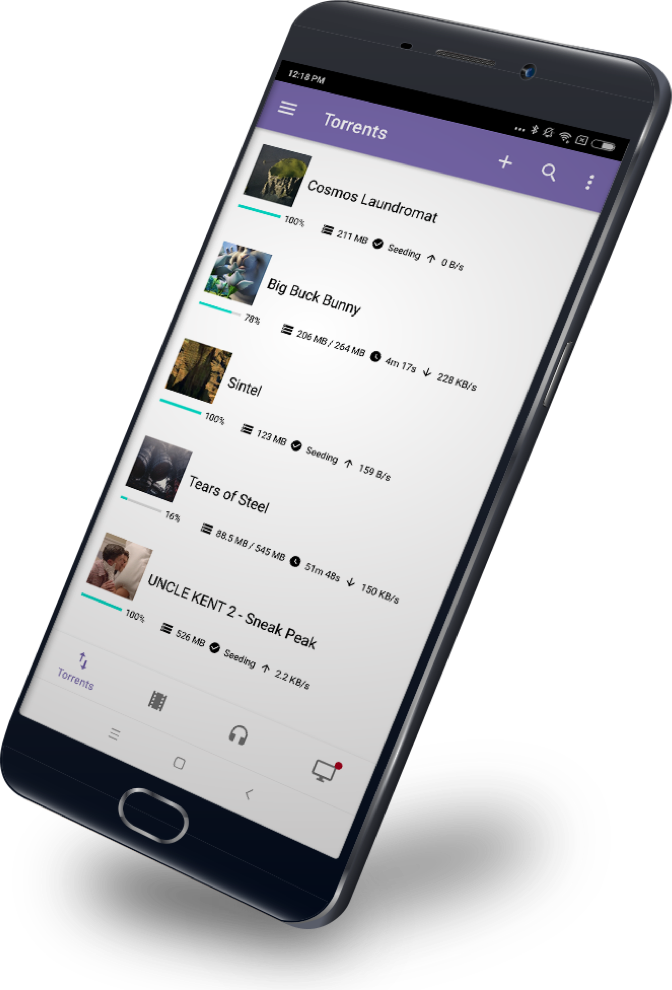 12:18 PM
Torrents
Cosmos Laundromat
100% 211 MB Seeding 0 B/s
Big Buck Bunny
78% 206 MB / 264 MB 4m 17s 228 KB/s
Sintel
100% 123 MB Seeding 159 B/s
Tears of Steel
16% 88.5 MB / 545 MB 51m 48s 150 KB/s
UNCLE KENT 2 - Sneak Peak
100% 526 MB Seeding 2.2 KB/s
Torrents